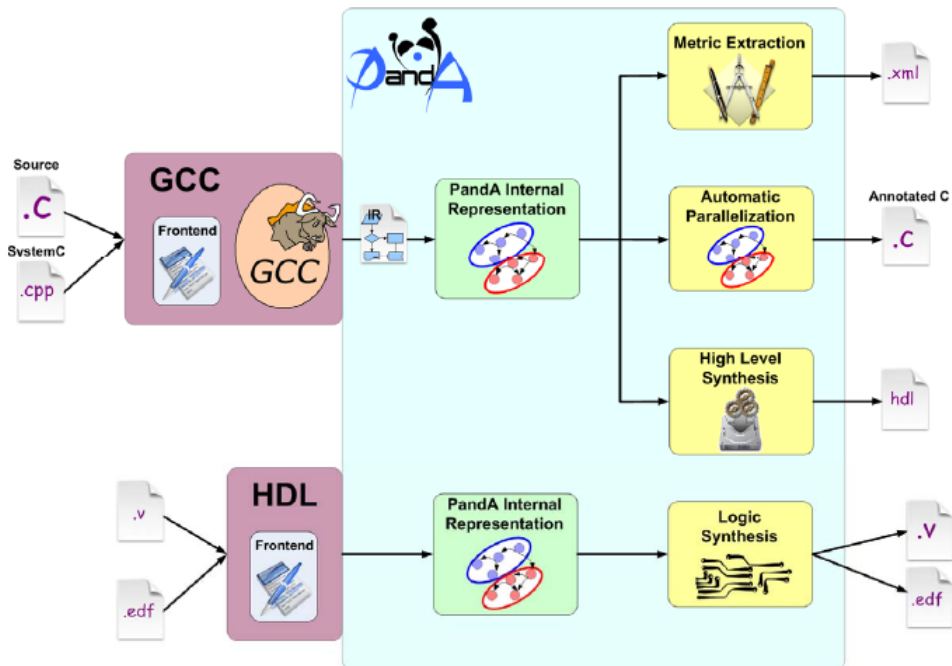 PandA
Metric Extraction
.xml
Source
.C
GCC
Frontend
GCC
IR
PandA Internal
Representation
Automatic
Parallelization
Annotated C
.C
SystemC
.cpp
High Level
Synthesis
hdl
HDL
Frontend
.v
.edf
PandA Internal
Representation
Logic
Synthesis
.v
.edf